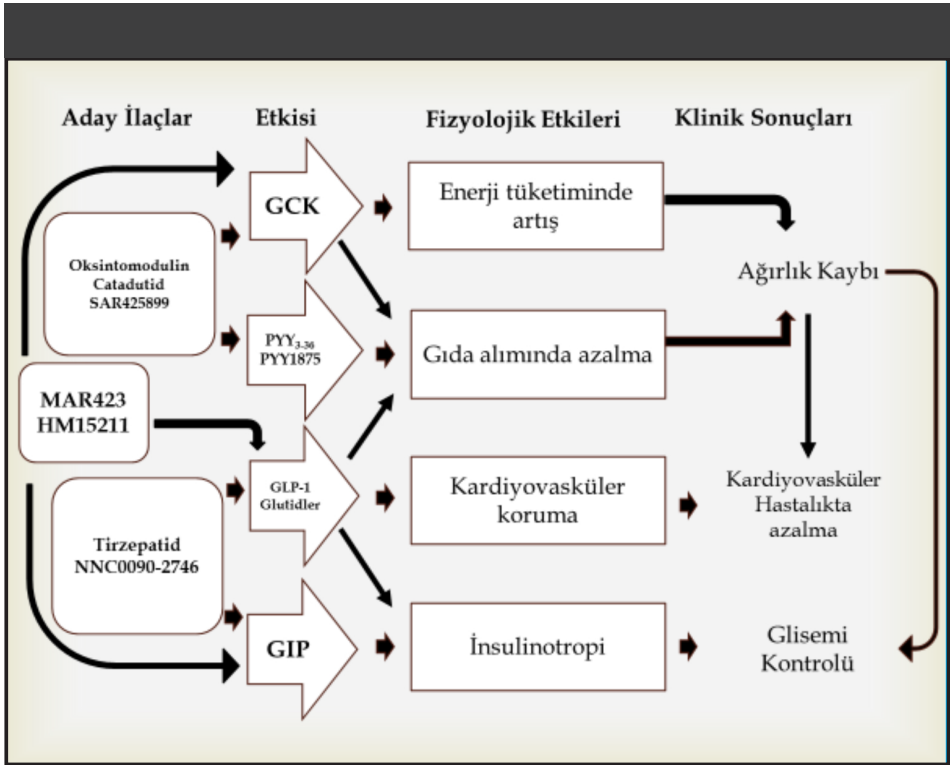 Aday İlaçlar
Etkisi
Fizyolojik Etkileri
Klinik Sonuçları
Oksintomodulin
Catadutid
SAR425899
MAR423
HM15211
Tirzepatid
NNC0090-2746
GCK
PYY3-36
PYY1875
GLP-1
Glutidler
GIP
Enerji tüketiminde
artış
Gıda alımında azalma
Kardiyovasküler
koruma
İnsulinotropi
Ağırlık Kaybı
Kardiyovasküler
Hastalıkta
azalma
Glisemi
Kontrolü